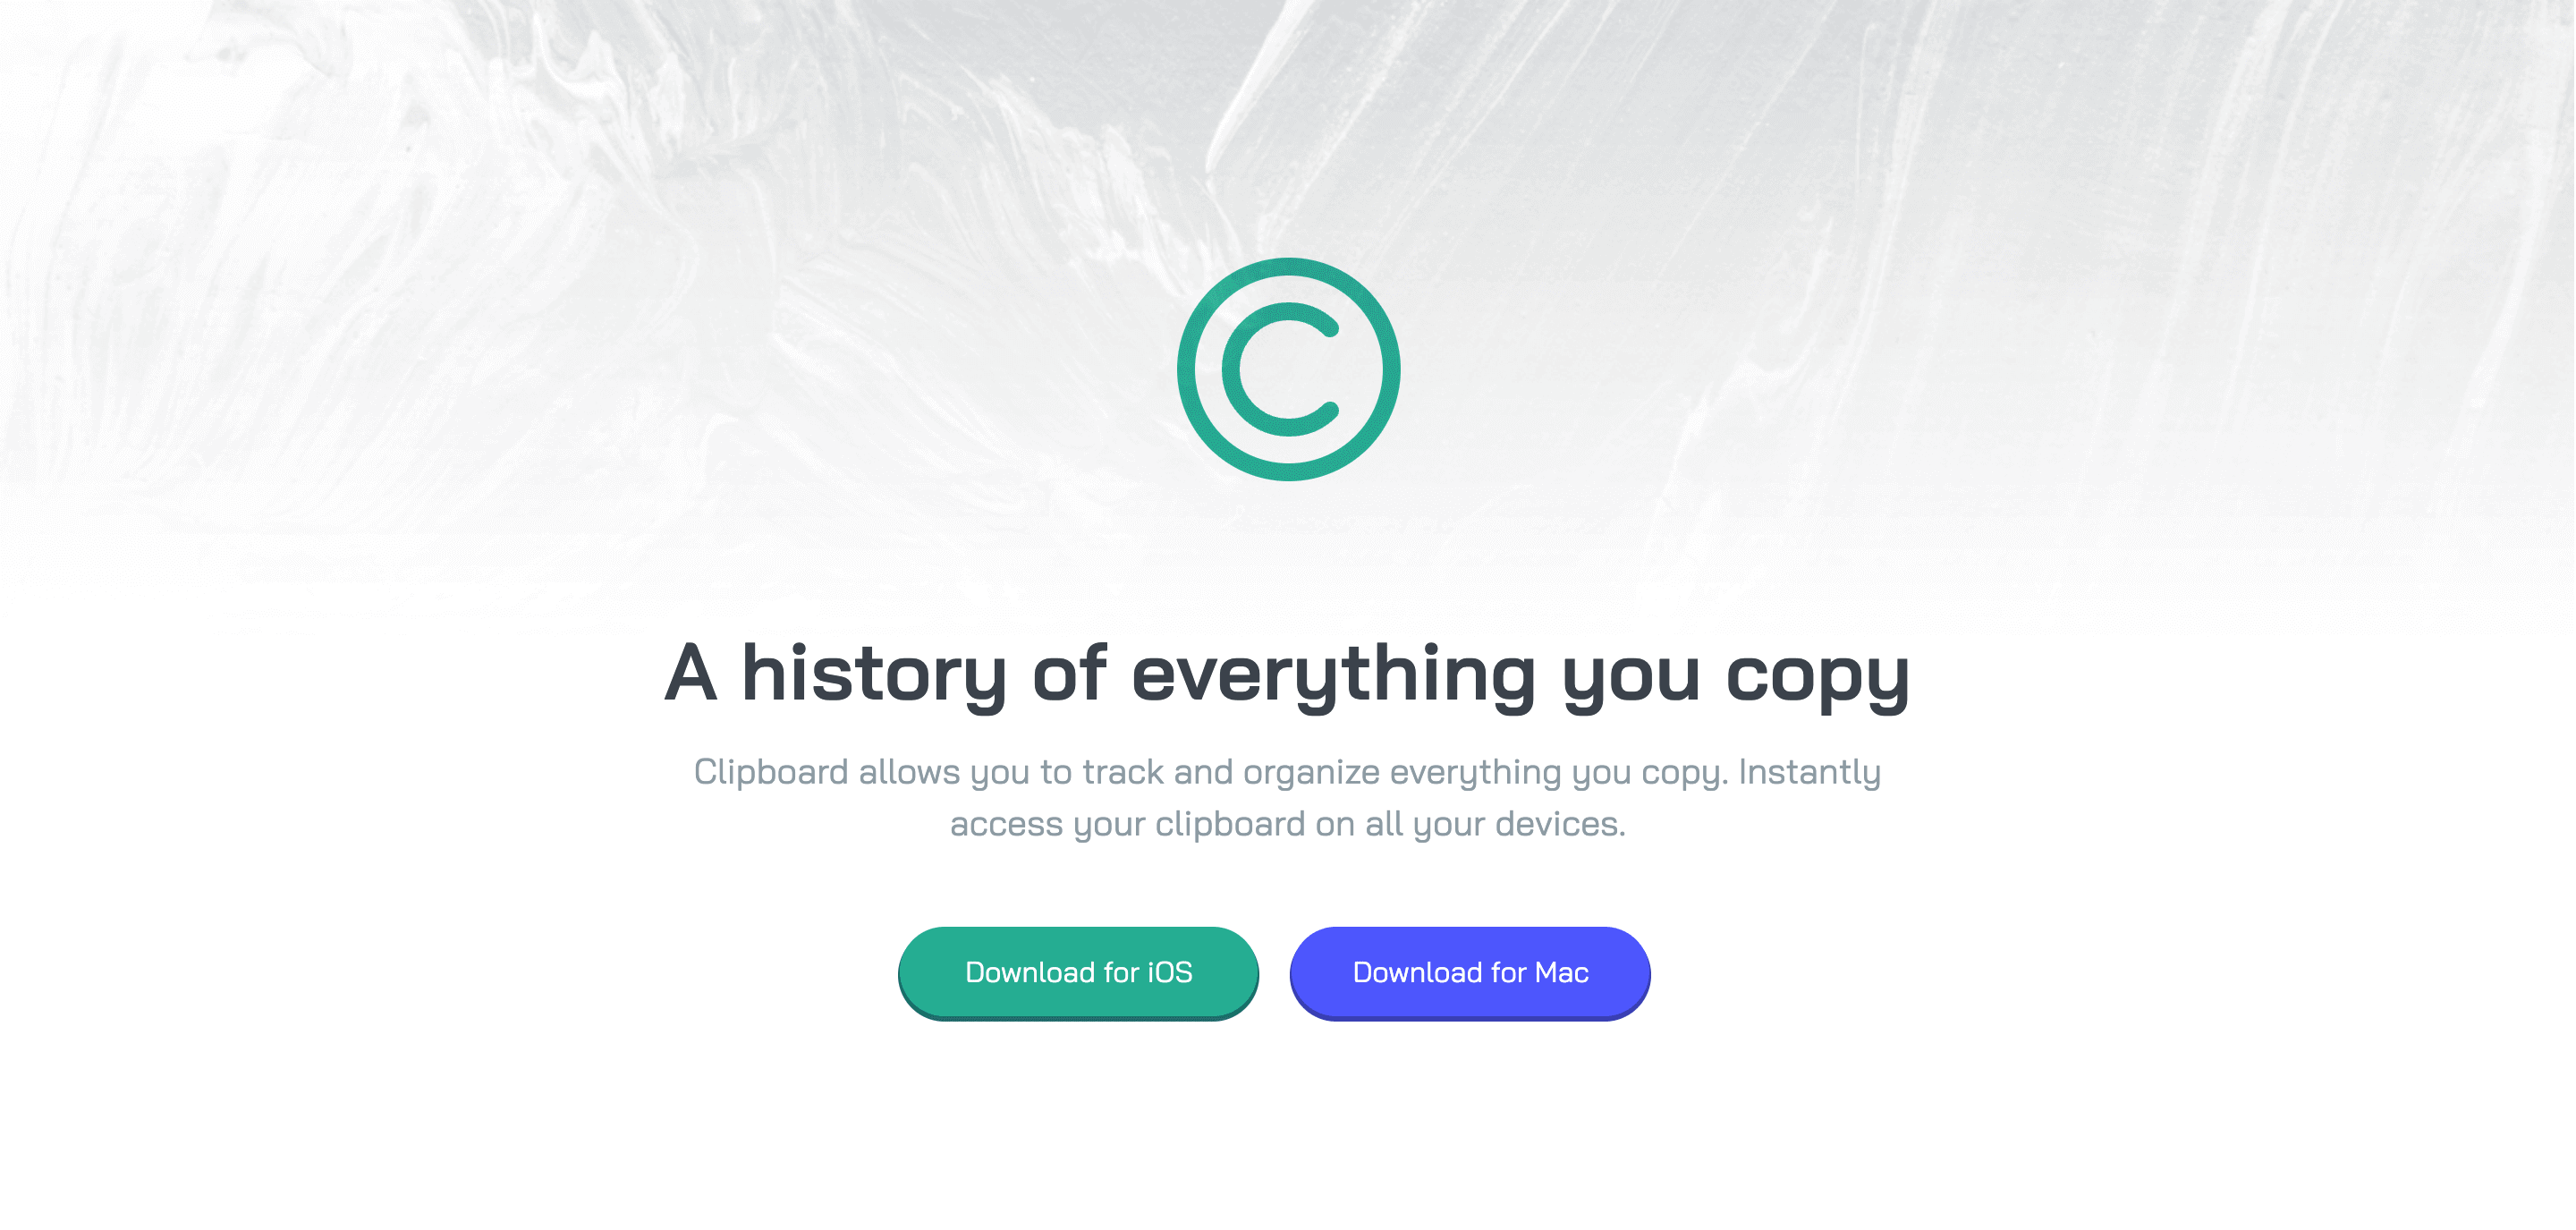 ©
A history of everything you copy
Clipboard allows you to track and organize everything you copy. Instantly
access your clipboard on all your devices.
Download for iOS
Download for Mac